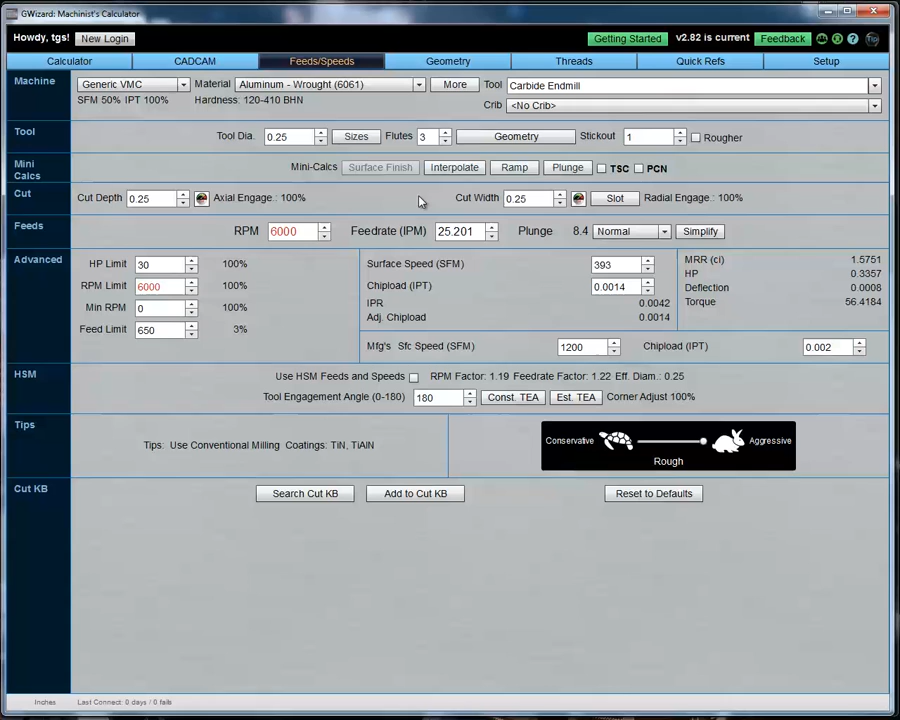 GWizard: Machinist's Calculator
Howdy, tgs! New Login Getting Started v2.82 is current Feedback ? Tip
Calculator CADCAM Feeds/Speeds Geometry Threads Quick Refs Setup
Machine Generic VMC Material Aluminum - Wrought (6061) More Tool Carbide Endmill
SFM 50% IPT 100% Hardness: 120-410 BHN Crib <No Crib>
Tool Tool Dia. 0.25 Sizes Flutes 3 Geometry Stickout 1 Rougher
Mini Calcs Mini-Calcs Surface Finish Interpolate Ramp Plunge TSC PCN
Cut Cut Depth 0.25 Axial Engage.: 100% Cut Width 0.25 Slot Radial Engage.: 100%
Feeds RPM 6000 Feedrate (IPM) 25.201 Plunge 8.4 Normal Simplify
Advanced
HP Limit 30 100%
RPM Limit 6000 100%
Min RPM 0 100%
Feed Limit 650 3%
Surface Speed (SFM) 393
Chipload (IPT) 0.0014
IPR 0.0042
Adj. Chipload 0.0014
MRR (ci) 1.5751
HP 0.3357
Deflection 0.0008
Torque 56.4184
Mfg's Sfc Speed (SFM) 1200 Chipload (IPT) 0.002
HSM Use HSM Feeds and Speeds RPM Factor: 1.19 Feedrate Factor: 1.22 Eff. Diam.: 0.25
Tool Engagement Angle (0-180) 180 Const. TEA Est. TEA Corner Adjust 100%
Tips Tips: Use Conventional Milling Coatings: TiN, TiAlN
Conservative Aggressive
Rough
Cut KB Search Cut KB Add to Cut KB Reset to Defaults
Inches Last Connect: 0 days / 0 fails